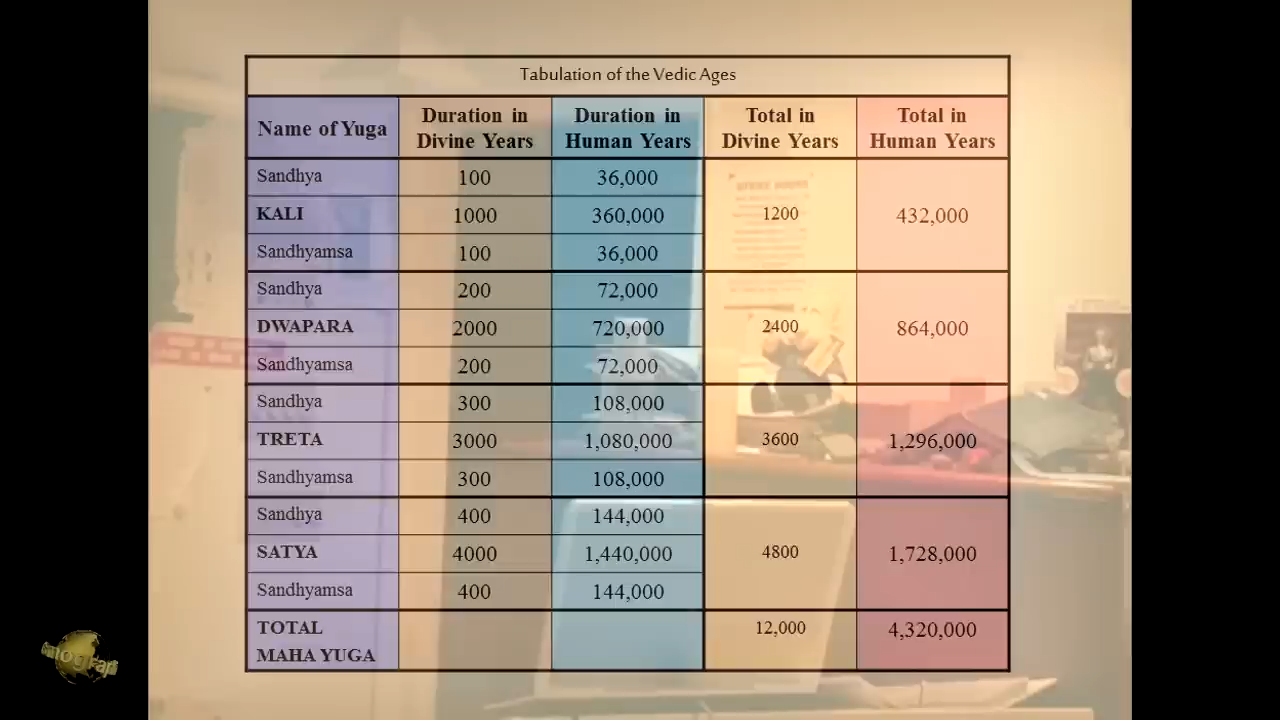 Tabulation of the Vedic Ages
Name of Yuga
Duration in
Divine Years
Duration in
Human Years
Total in
Divine Years
Total in
Human Years
Sandhya 100 36,000
KALI 1000 360,000 1200 432,000
Sandhyamsa 100 36,000
Sandhya 200 72,000
DWAPARA 2000 720,000 2400 864,000
Sandhyamsa 200 72,000
Sandhya 300 108,000
TRETA 3000 1,080,000 3600 1,296,000
Sandhyamsa 300 108,000
Sandhya 400 144,000
SATYA 4000 1,440,000 4800 1,728,000
Sandhyamsa 400 144,000
TOTAL 12,000 4,320,000
MAHA YUGA